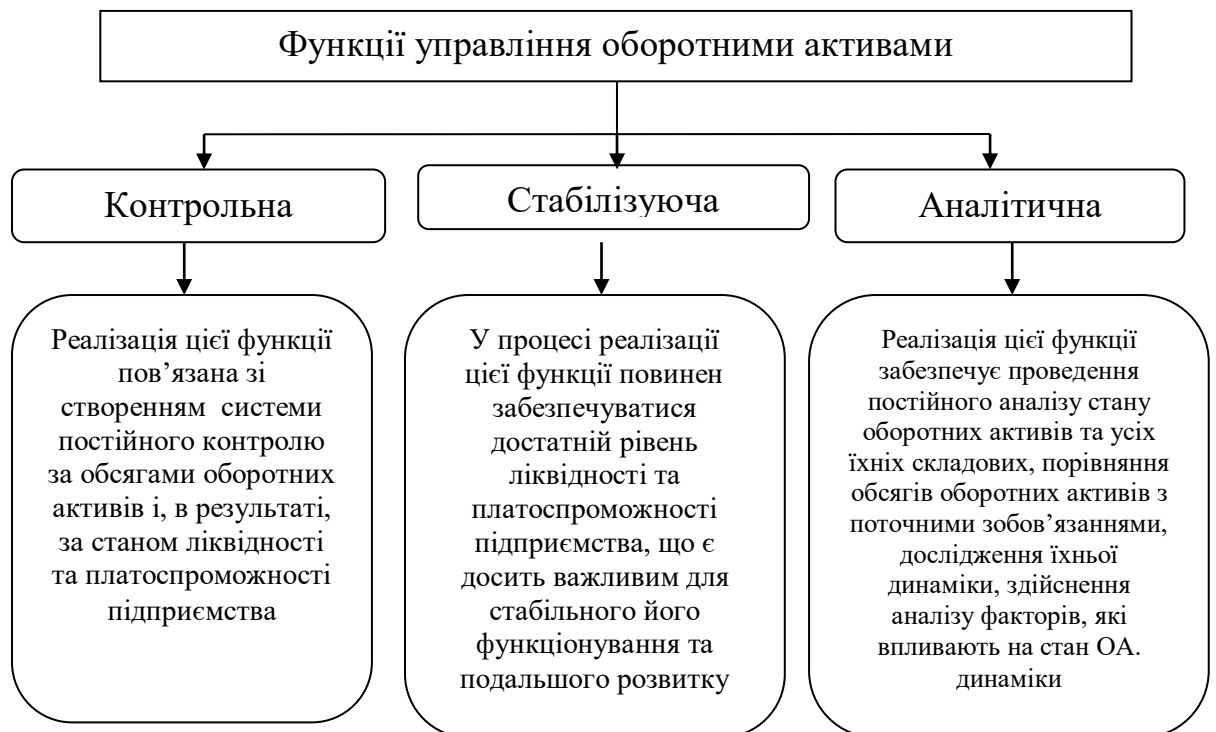 Функції управління оборотними активами
Контрольна
Стабілізуюча
Аналітична
Реалізація цієї функції
пов’язана зі
створенням системи
постійного контролю
за обсягами оборотних
активів і, в результаті,
за станом ліквідності
та платоспроможності
підприємства
У процесі реалізації
цієї функції повинен
забезпечуватися
достатній рівень
ліквідності та
платоспроможності
підприємства, що є
досить важливим для
стабільного його
функціонування та
подальшого розвитку
Реалізація цієї функції
забезпечує проведення
постійного аналізу стану
оборотних активів та усіх
їхніх складових, порівняння
обсягів оборотних активів з
поточними зобов’язаннями,
дослідження їхньої
динаміки, здійснення
аналізу факторів, які
впливають на стан ОА.
динаміки